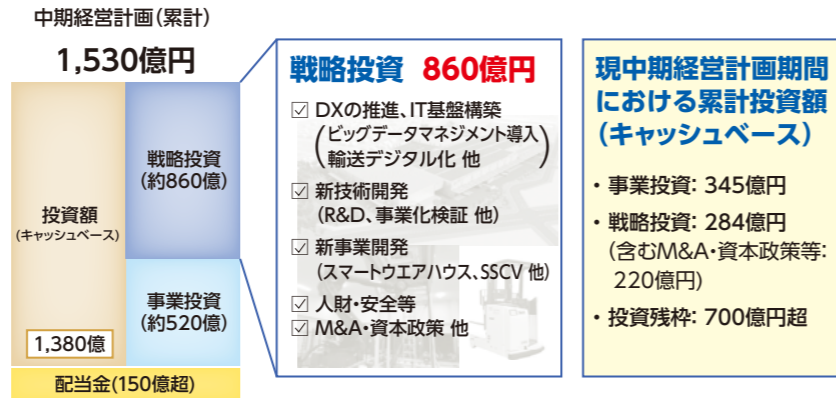 中期経営計画(累計)
1,530億円
投資額
(キャッシュベース)
1,380億
戦略投資
(約860億)
事業投資
(約520億)
配当金(150億超)
戦略投資 860億円
☑ DXの推進、IT基盤構築
(ビッグデータマネジメント導入
輸送デジタル化 他)
☑ 新技術開発
(R&D、事業化検証 他)
☑ 新事業開発
(スマートウエアハウス、SSCV 他)
☑ 人財・安全等
☑ M&A・資本政策 他
現中期経営計画期間
における累計投資額
(キャッシュベース)
・事業投資: 345億円
・戦略投資: 284億円
(含むM&A・資本政策等:
220億円)
・投資残枠: 700億円超